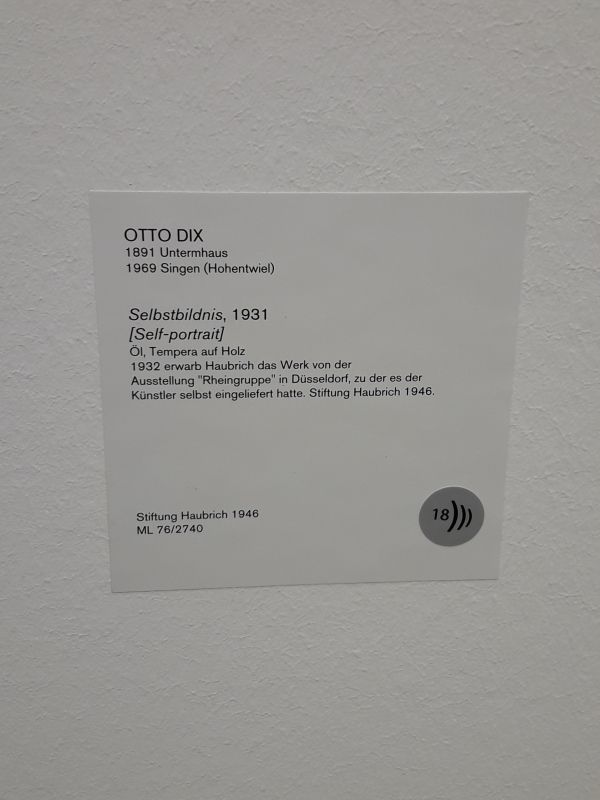 OTTO DIX
1891 Untermhaus
1969 Singen (Hohentwiel)
Selbstbildnis, 1931
[Self-portrait]
Öl, Tempera auf Holz
1932 erwarb Haubrich das Werk von der
Ausstellung "Rheingruppe" in Düsseldorf, zu der es der
Künstler selbst eingeliefert hatte. Stiftung Haubrich 1946.
Stiftung Haubrich 1946
ML 76/2740
18